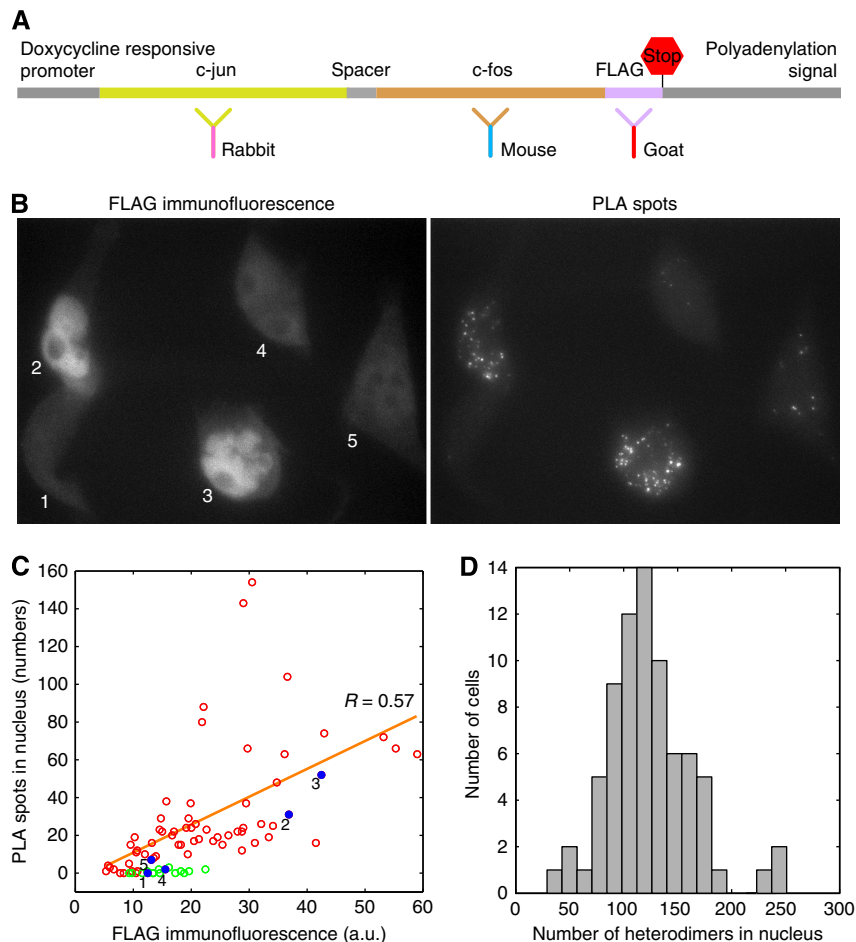 A
Doxycycline responsive promoter
c-jun
Spacer
c-fos
FLAG
Stop
Polyadenylation signal
Rabbit
Mouse
Goat
B
FLAG immunofluorescence
PLA spots
2
4
5
3
1
C
PLA spots in nucleus (numbers)
160
140
120
100
80
60
40
20
0
R = 0.57
3
2
5
1
4
0 10 20 30 40 50 60
FLAG immunofluorescence (a.u.)
D
Number of cells
14
12
10
8
6
4
2
0
0 50 100 150 200 250 300
Number of heterodimers in nucleus